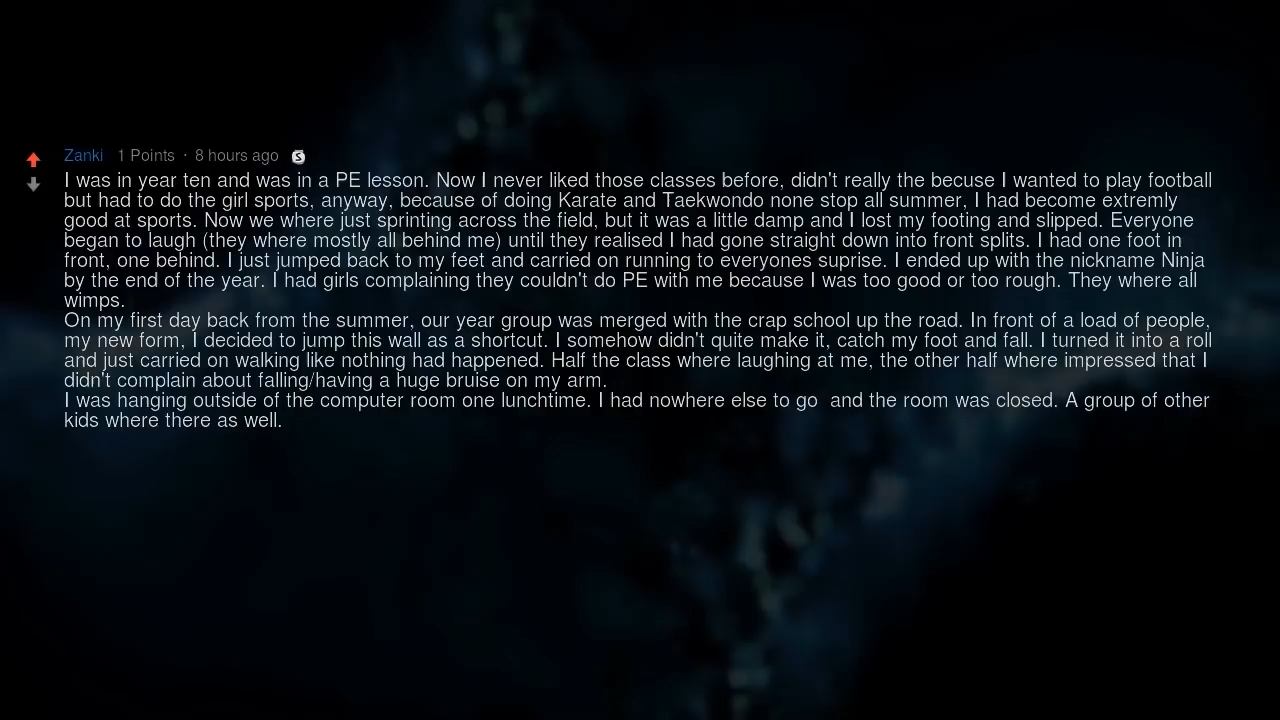 Zanki 1 Points · 8 hours ago S
I was in year ten and was in a PE lesson. Now I never liked those classes before, didn't really the becuse I wanted to play football
but had to do the girl sports, anyway, because of doing Karate and Taekwondo none stop all summer, I had become extremly
good at sports. Now we where just sprinting across the field, but it was a little damp and I lost my footing and slipped. Everyone
began to laugh (they where mostly all behind me) until they realised I had gone straight down into front splits. I had one foot in
front, one behind. I just jumped back to my feet and carried on running to everyones suprise. I ended up with the nickname Ninja
by the end of the year. I had girls complaining they couldn't do PE with me because I was too good or too rough. They where all
wimps.
On my first day back from the summer, our year group was merged with the crap school up the road. In front of a load of people,
my new form, I decided to jump this wall as a shortcut. I somehow didn't quite make it, catch my foot and fall. I turned it into a roll
and just carried on walking like nothing had happened. Half the class where laughing at me, the other half where impressed that I
didn't complain about falling/having a huge bruise on my arm.
I was hanging outside of the computer room one lunchtime. I had nowhere else to go  and the room was closed. A group of other
kids where there as well.